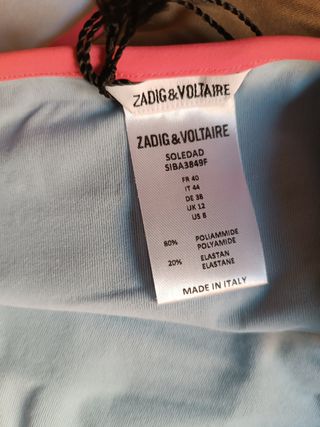 ZADIG&VOLTAIRE
ZADIG&VOLTAIRE
SOLEDAD
SIBA3849F
FR 40
IT 44
DE 38
UK 12
US 8
80% POLIAMMIDE
POLYAMIDE
20% ELASTAN
ELASTANE
MADE IN ITALY